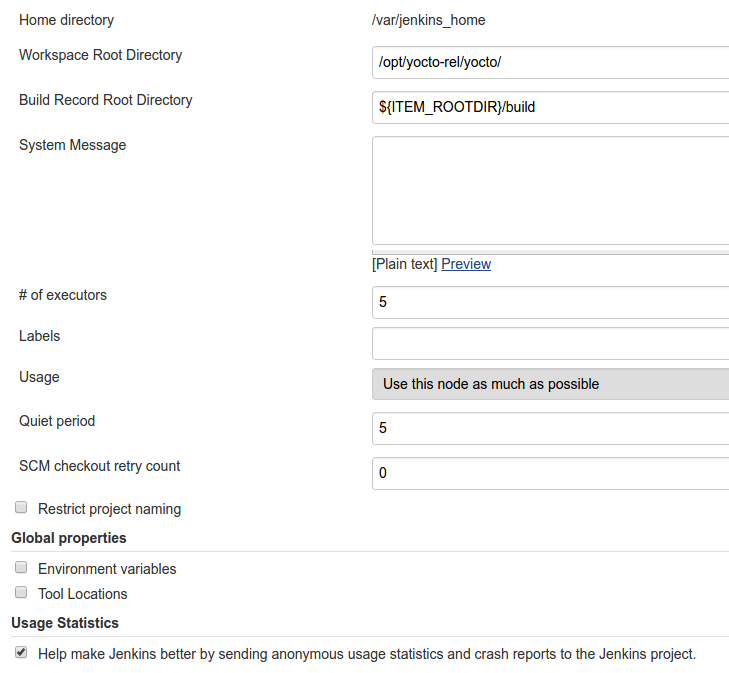 Home directory /var/jenkins_home
Workspace Root Directory /opt/yocto-rel/yocto/
Build Record Root Directory ${ITEM_ROOTDIR}/build
System Message
[Plain text] Preview
# of executors 5
Labels
Usage Use this node as much as possible
Quiet period 5
SCM checkout retry count 0
Restrict project naming
Global properties
Environment variables
Tool Locations
Usage Statistics
Help make Jenkins better by sending anonymous usage statistics and crash reports to the Jenkins project.